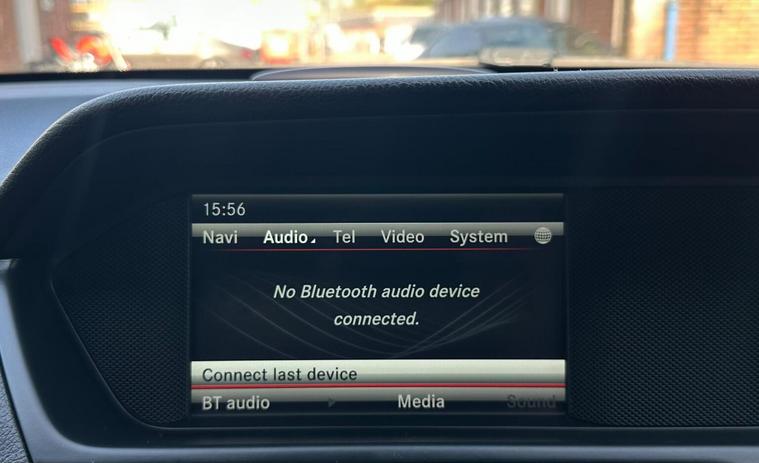 15:56
Navi Audio Tel Video System
No Bluetooth audio device
connected.
Connect last device
BT audio Media Sound